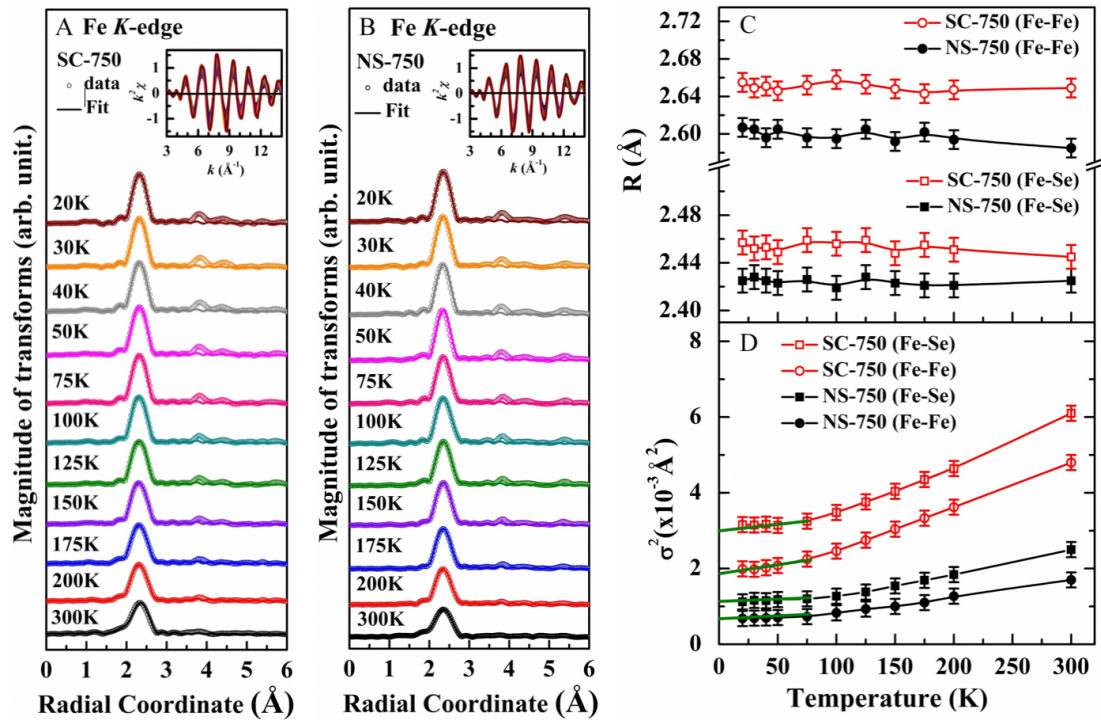 A Fe K-edge
SC-750
data
Fit
k²χ
1
0
-1
3 6 9 12
k (Å⁻¹)
Magnitude of transforms (arb. unit.)
20K
30K
40K
50K
75K
100K
125K
150K
175K
200K
300K
0 1 2 3 4 5 6
Radial Coordinate (Å)
B Fe K-edge
NS-750
data
Fit
k²χ
1
0
-1
3 6 9 12
k (Å⁻¹)
Magnitude of transforms (arb. unit.)
20K
30K
40K
50K
75K
100K
125K
150K
175K
200K
300K
0 1 2 3 4 5 6
Radial Coordinate (Å)
C
SC-750 (Fe-Fe)
NS-750 (Fe-Fe)
SC-750 (Fe-Se)
NS-750 (Fe-Se)
R (Å)
2.72
2.68
2.64
2.60
2.48
2.44
2.40
D
SC-750 (Fe-Se)
SC-750 (Fe-Fe)
NS-750 (Fe-Se)
NS-750 (Fe-Fe)
σ²(x10⁻³Å²)
8
6
4
2
0
0 50 100 150 200 250 300
Temperature (K)